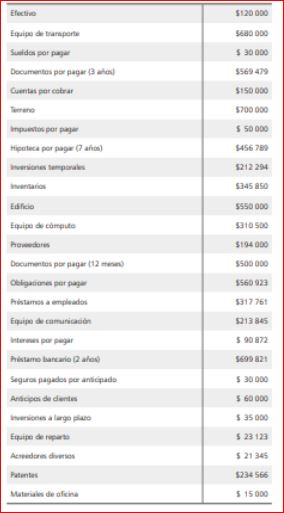 Efectivo $120 000
Equipo de transporte $680 000
Sueldos por pagar $ 30 000
Documentos por pagar (3 años) $569 479
Cuentas por cobrar $150 000
Terreno $700 000
Impuestos por pagar $ 50 000
Hipoteca por pagar (7 años) $456 789
Inversiones temporales $212 294
Inventarios $345 850
Edificio $550 000
Equipo de cómputo $310 500
Proveedores $194 000
Documentos por pagar (12 meses) $500 000
Obligaciones por pagar $560 923
Préstamos a empleados $317 761
Equipo de comunicación $213 845
Intereses por pagar $ 90 872
Préstamo bancario (2 años) $699 821
Seguros pagados por anticipado $ 30 000
Anticipos de clientes $ 60 000
Inversiones a largo plazo $ 35 000
Equipo de reparto $ 23 123
Acreedores diversos $ 21 345
Patentes $234 566
Materiales de oficina $ 15 000